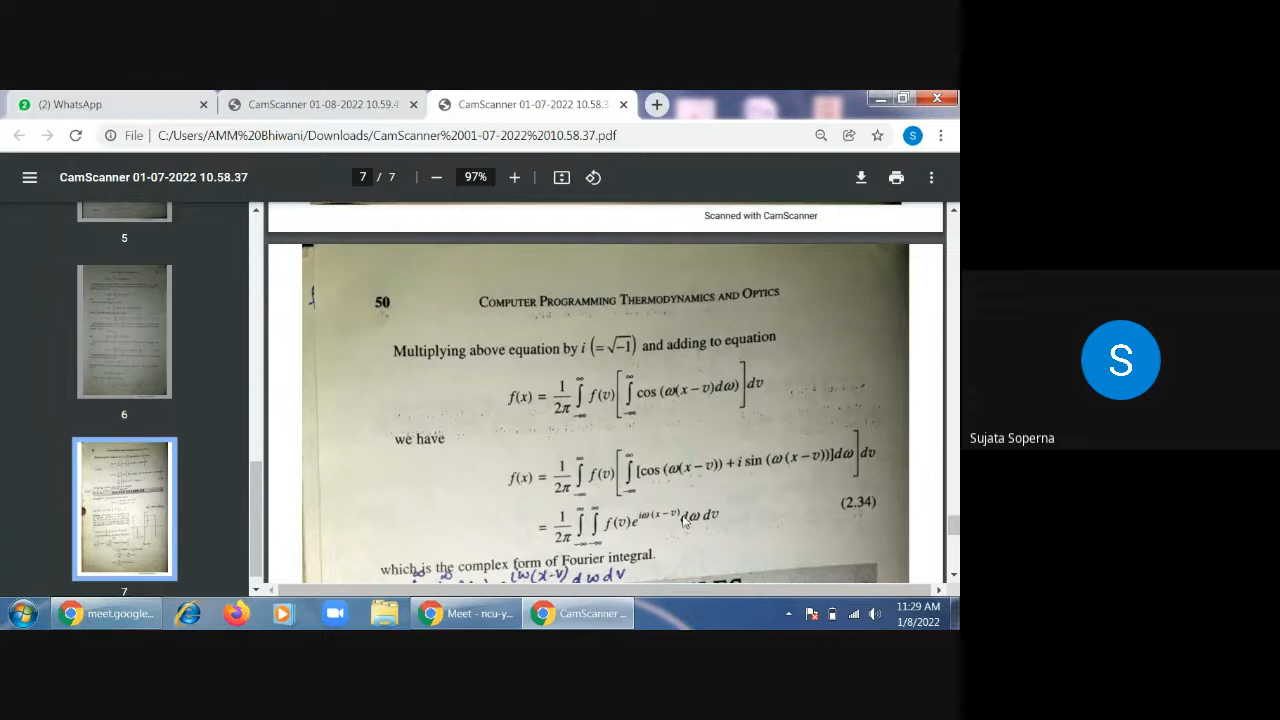 (2) WhatsApp
CamScanner 01-08-2022 10.59.4
CamScanner 01-07-2022 10.58.3
File | C:/Users/AMM%20Bhiwani/Downloads/CamScanner%2001-07-2022%2010.58.37.pdf
S
CamScanner 01-07-2022 10.58.37
7 / 7
97%
5
6
7
Scanned with CamScanner
50
COMPUTER PROGRAMMING THERMODYNAMICS AND OPTICS
Multiplying above equation by i (=√−1) and adding to equation
f(x) = 1/2π ∫_{−∞}^{∞} f(v) [ ∫_{−∞}^{∞} cos (ω(x − v)dω) ] dv
we have
f(x) = 1/2π ∫_{−∞}^{∞} f(v) [ ∫_{−∞}^{∞} [cos (ω(x − v)) + i sin (ω (x − v))]dω ] dv
= 1/2π ∫_{−∞}^{∞} ∫_{−∞}^{∞} f(v)e^{iω (x − v)} dω dv (2.34)
which is the complex form of Fourier integral.
(x-v) dω dv
S
Sujata Soperna
meet.google...
Meet - ncu-y...
CamScanner ...
11:29 AM
1/8/2022